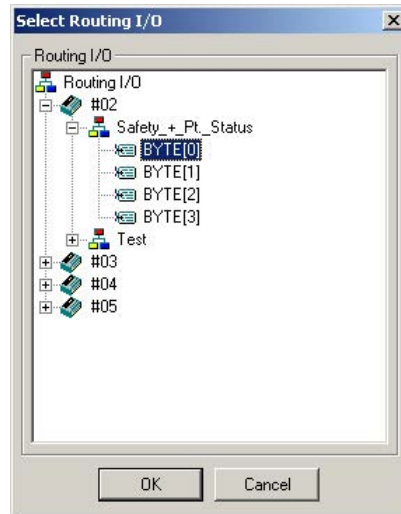 Select Routing I/O
Routing I/O
Routing I/O
#02
Safety_+_Pt._Status
BYTE[0]
BYTE[1]
BYTE[2]
BYTE[3]
Test
#03
#04
#05
OK Cancel